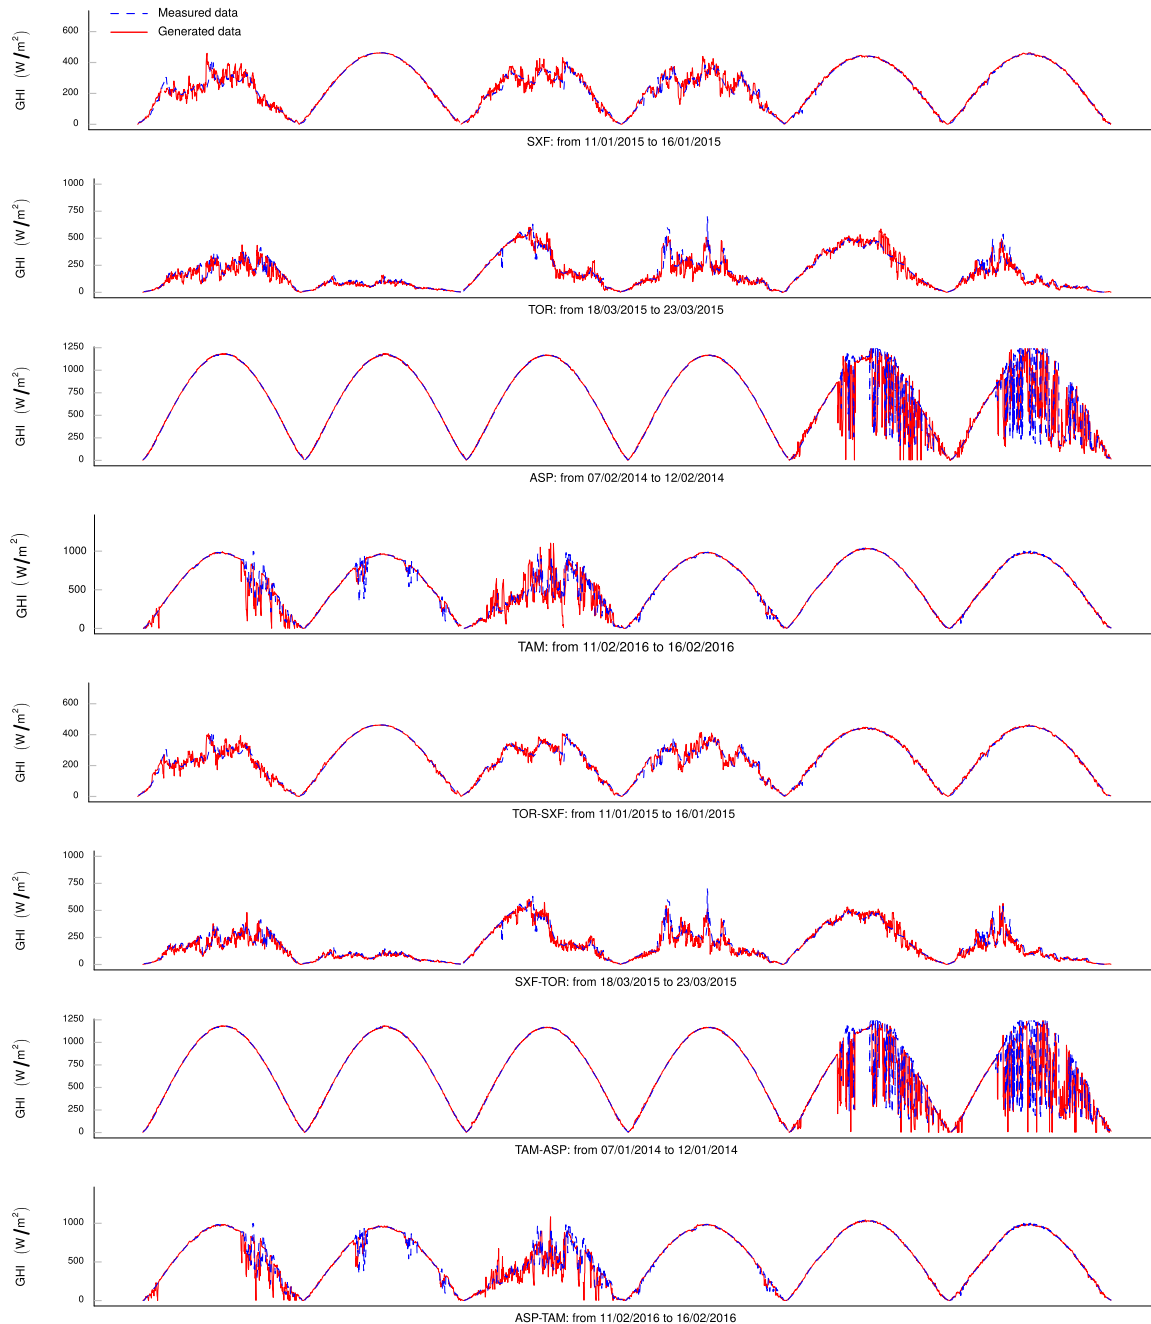 Measured data
Generated data
GHI (W/m²)
600
400
200
0
SXF: from 11/01/2015 to 16/01/2015
GHI (W/m²)
1000
750
500
250
0
TOR: from 18/03/2015 to 23/03/2015
GHI (W/m²)
1250
1000
750
500
250
0
ASP: from 07/02/2014 to 12/02/2014
GHI (W/m²)
1000
500
0
TAM: from 11/02/2016 to 16/02/2016
GHI (W/m²)
600
400
200
0
TOR-SXF: from 11/01/2015 to 16/01/2015
GHI (W/m²)
1000
750
500
250
0
SXF-TOR: from 18/03/2015 to 23/03/2015
GHI (W/m²)
1250
1000
750
500
250
0
TAM-ASP: from 07/01/2014 to 12/01/2014
GHI (W/m²)
1000
500
0
ASP-TAM: from 11/02/2016 to 16/02/2016